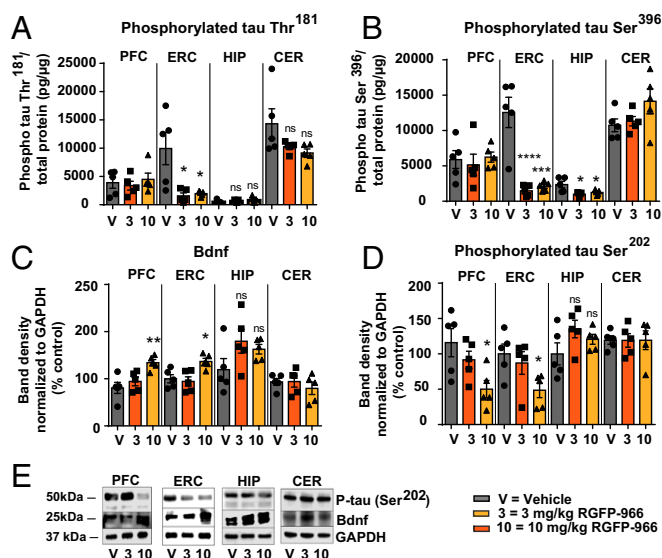 A
Phosphorylated tau Thr181
Phospho tau Thr 181/
total protein (pg/µg)
30000
25000
20000
15000
10000
5000
0
PFC ERC HIP CER
* * ns ns ns ns
V 3 10 V 3 10 V 3 10 V 3 10
B
Phosphorylated tau Ser396
Phospho tau Ser 396/
total protein (pg/µg)
20000
15000
10000
5000
0
PFC ERC HIP CER
**** *** * *
V 3 10 V 3 10 V 3 10 V 3 10
C
Bdnf
Band density
normalized to GAPDH
(% control)
300
200
100
0
PFC ERC HIP CER
** * ns ns
V 3 10 V 3 10 V 3 10 V 3 10
D
Phosphorylated tau Ser202
Band density
normalized to GAPDH
(% control)
200
150
100
50
0
PFC ERC HIP CER
* * ns ns
V 3 10 V 3 10 V 3 10 V 3 10
E
PFC ERC HIP CER
50kDa
P-tau (Ser202)
25kDa
Bdnf
37 kDa
GAPDH
V 3 10 V 3 10 V 3 10 V 3 10
V = Vehicle
3 = 3 mg/kg RGFP-966
10 = 10 mg/kg RGFP-966